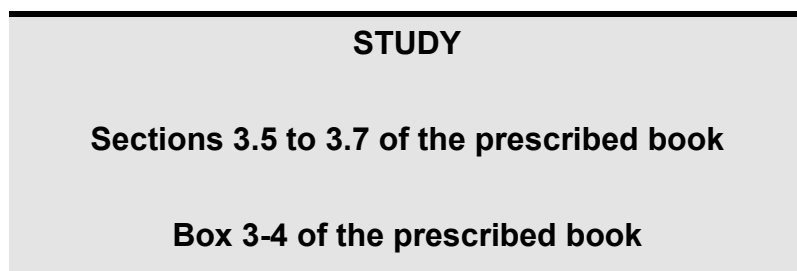 STUDY
Sections 3.5 to 3.7 of the prescribed book
Box 3-4 of the prescribed book